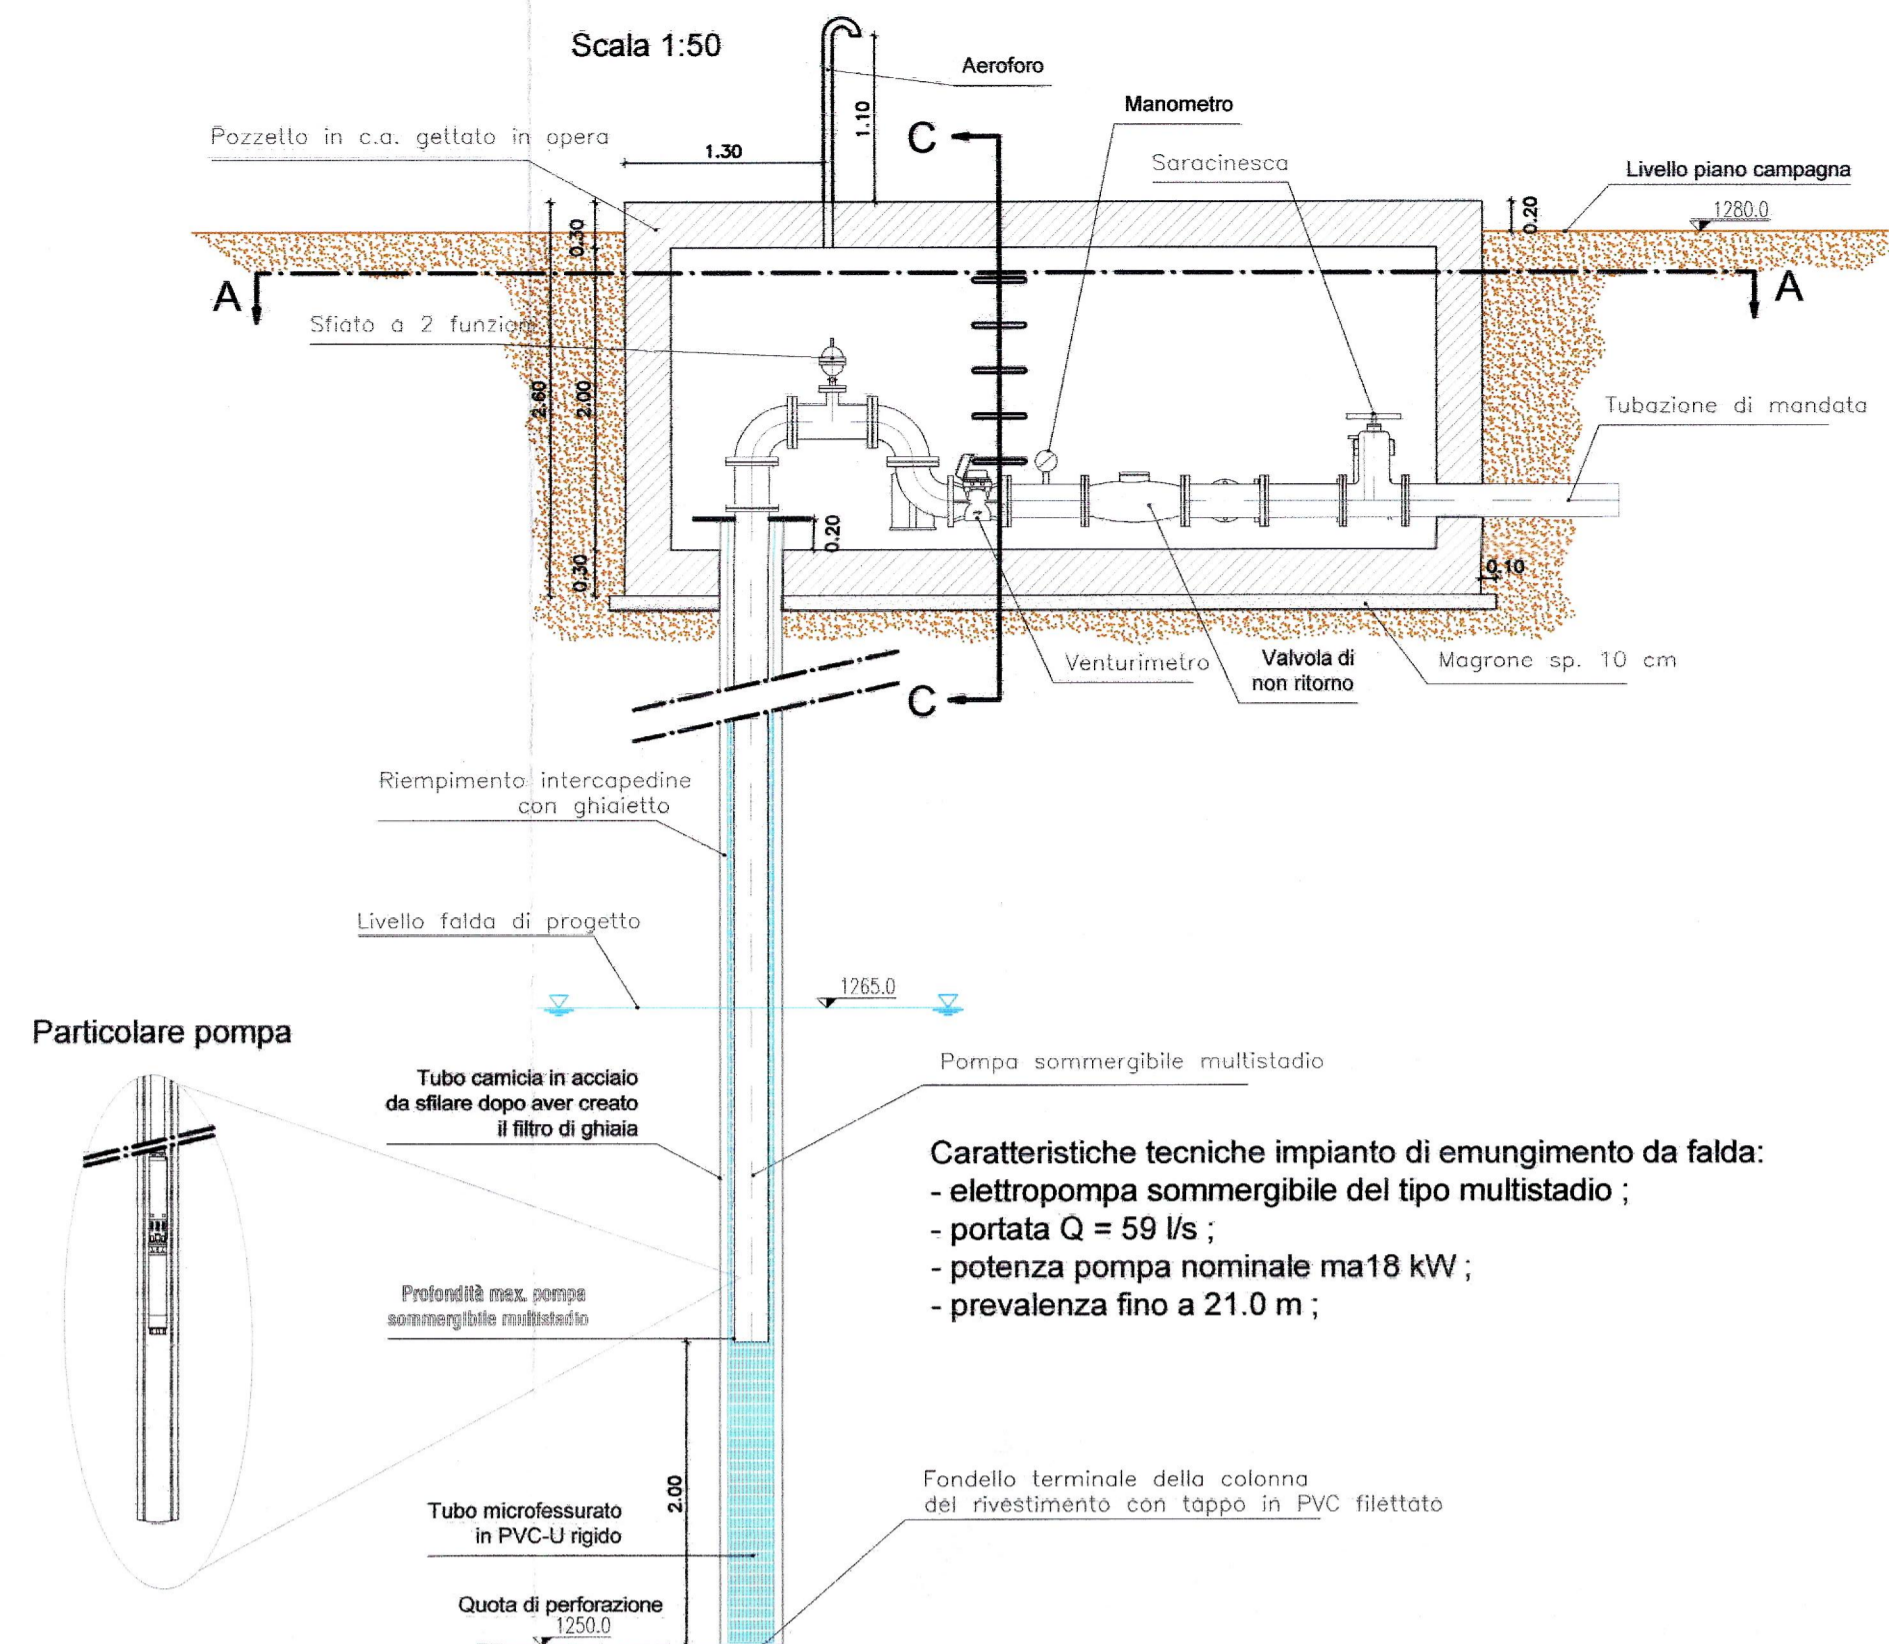 Scala 1:50
Aeroforo
Manometro
1.10
C
Pozzetto in c.a. gettato in opera
1.30
Saracinesca
Livello piano campagna
0.20
1280.0
0.30
A
A
Sfiato a 2 funzioni
2.60
2.00
Tubazione di mandata
0.20
0.30
0.10
Venturimetro
Valvola di
non ritorno
Magrone sp. 10 cm
C
Riempimento intercapedine
con ghiaietto
Livello falda di progetto
1265.0
Particolare pompa
Pompa sommergibile multistadio
Tubo camicia in acciaio
da sfilare dopo aver creato
il filtro di ghiaia
Caratteristiche tecniche impianto di emungimento da falda:
- elettropompa sommergibile del tipo multistadio ;
- portata Q = 59 l/s ;
- potenza pompa nominale ma18 kW ;
- prevalenza fino a 21.0 m ;
Profondità max. pompa
sommergibile multistadio
2.00
Fondello terminale della colonna
del rivestimento con tappo in PVC filettato
Tubo microfessurato
in PVC-U rigido
Quota di perforazione
1250.0